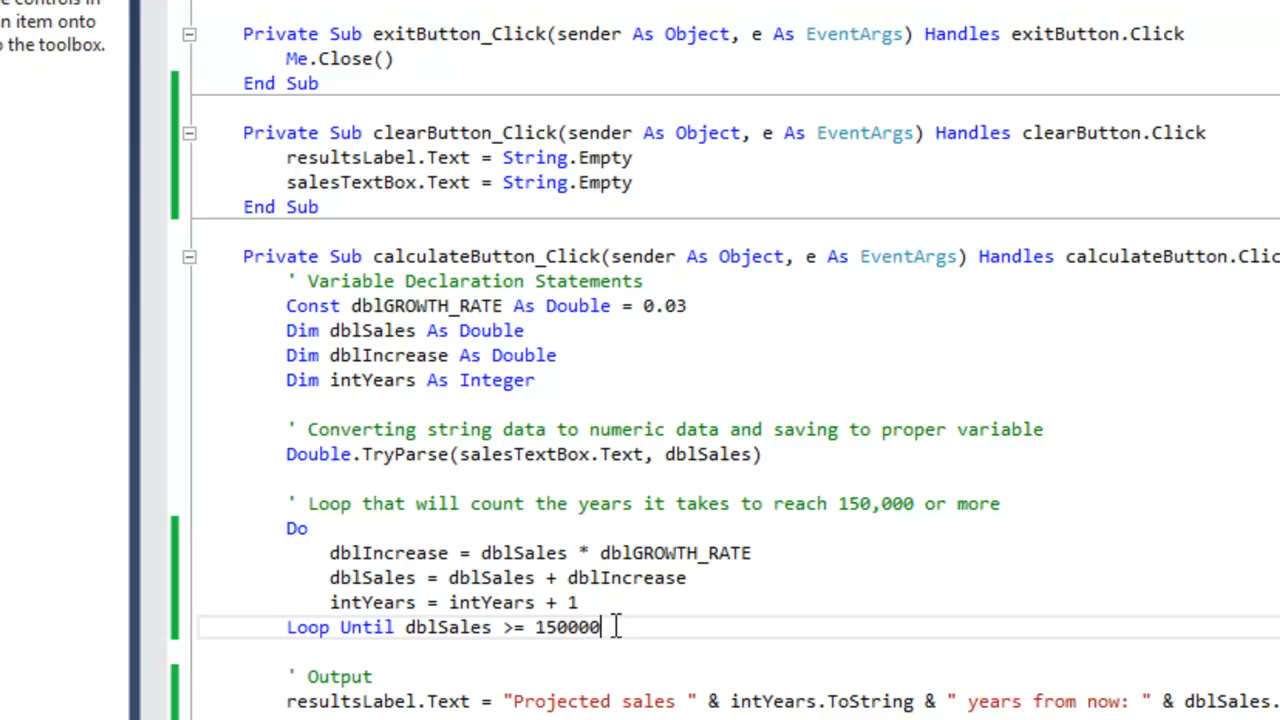 e controls in
n item onto
o the toolbox.
Private Sub exitButton_Click(sender As Object, e As EventArgs) Handles exitButton.Click
Me.Close()
End Sub
Private Sub clearButton_Click(sender As Object, e As EventArgs) Handles clearButton.Click
resultsLabel.Text = String.Empty
salesTextBox.Text = String.Empty
End Sub
Private Sub calculateButton_Click(sender As Object, e As EventArgs) Handles calculateButton.Clic
' Variable Declaration Statements
Const dblGROWTH_RATE As Double = 0.03
Dim dblSales As Double
Dim dblIncrease As Double
Dim intYears As Integer
' Converting string data to numeric data and saving to proper variable
Double.TryParse(salesTextBox.Text, dblSales)
' Loop that will count the years it takes to reach 150,000 or more
Do
dblIncrease = dblSales * dblGROWTH_RATE
dblSales = dblSales + dblIncrease
intYears = intYears + 1
Loop Until dblSales >= 150000
' Output
resultsLabel.Text = "Projected sales " & intYears.ToString & " years from now: " & dblSales.